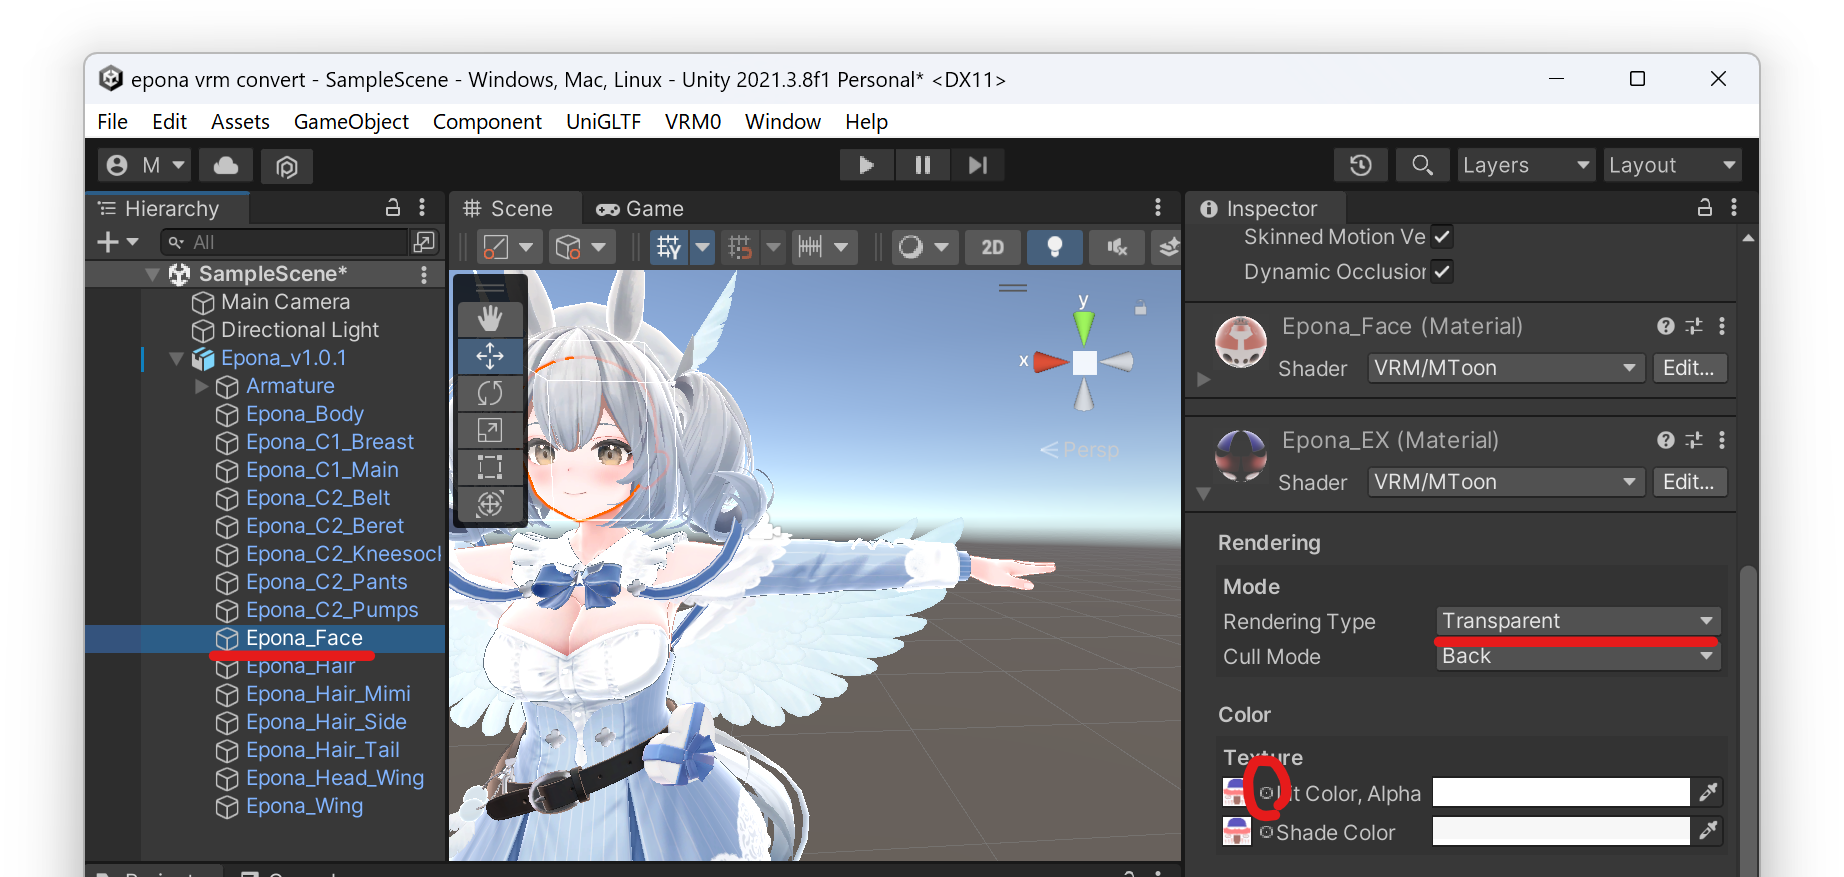 epona vrm convert - SampleScene - Windows, Mac, Linux - Unity 2021.3.8f1 Personal* <DX11>
File Edit Assets GameObject Component UniGLTF VRM0 Window Help
M Layers Layout
Hierarchy
All
SampleScene*
Main Camera
Directional Light
Epona_v1.0.1
Armature
Epona_Body
Epona_C1_Breast
Epona_C1_Main
Epona_C2_Belt
Epona_C2_Beret
Epona_C2_Kneesock
Epona_C2_Pants
Epona_C2_Pumps
Epona_Face
Epona_Hair
Epona_Hair_Mimi
Epona_Hair_Side
Epona_Hair_Tail
Epona_Head_Wing
Epona_Wing
Scene Game
2D
y
x
Persp
Inspector
Skinned Motion Ve
Dynamic Occlusion
Epona_Face (Material)
Shader VRM/MToon Edit...
Epona_EX (Material)
Shader VRM/MToon Edit...
Rendering
Mode
Rendering Type Transparent
Cull Mode Back
Color
Texture
Lit Color, Alpha
Shade Color